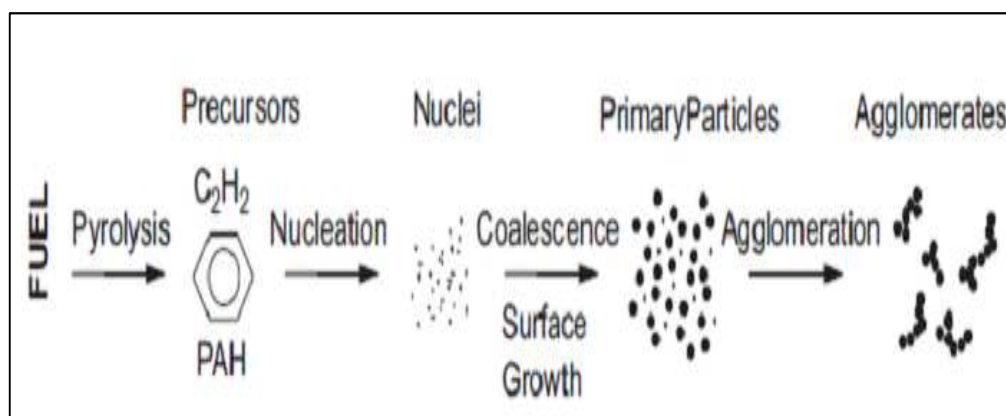 Precursors
Nuclei
PrimaryParticles
Agglomerates
FUEL
Pyrolysis
C₂H₂
Nucleation
Coalescence
Agglomeration
Surface
Growth
PAH